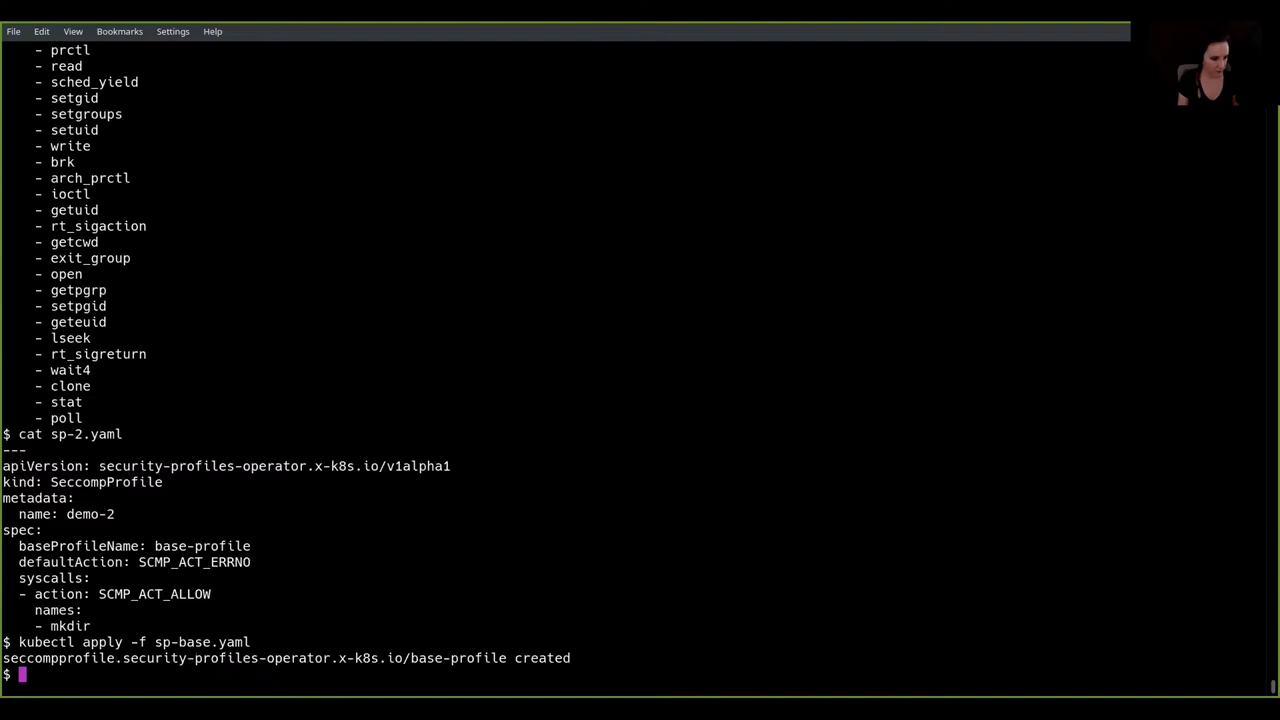 File Edit View Bookmarks Settings Help
- prctl
- read
- sched_yield
- setgid
- setgroups
- setuid
- write
- brk
- arch_prctl
- ioctl
- getuid
- rt_sigaction
- getcwd
- exit_group
- open
- getpgrp
- setpgid
- geteuid
- lseek
- rt_sigreturn
- wait4
- clone
- stat
- poll
$ cat sp-2.yaml
---
apiVersion: security-profiles-operator.x-k8s.io/v1alpha1
kind: SeccompProfile
metadata:
  name: demo-2
spec:
  baseProfileName: base-profile
  defaultAction: SCMP_ACT_ERRNO
  syscalls:
  - action: SCMP_ACT_ALLOW
    names:
    - mkdir
$ kubectl apply -f sp-base.yaml
seccompprofile.security-profiles-operator.x-k8s.io/base-profile created
$